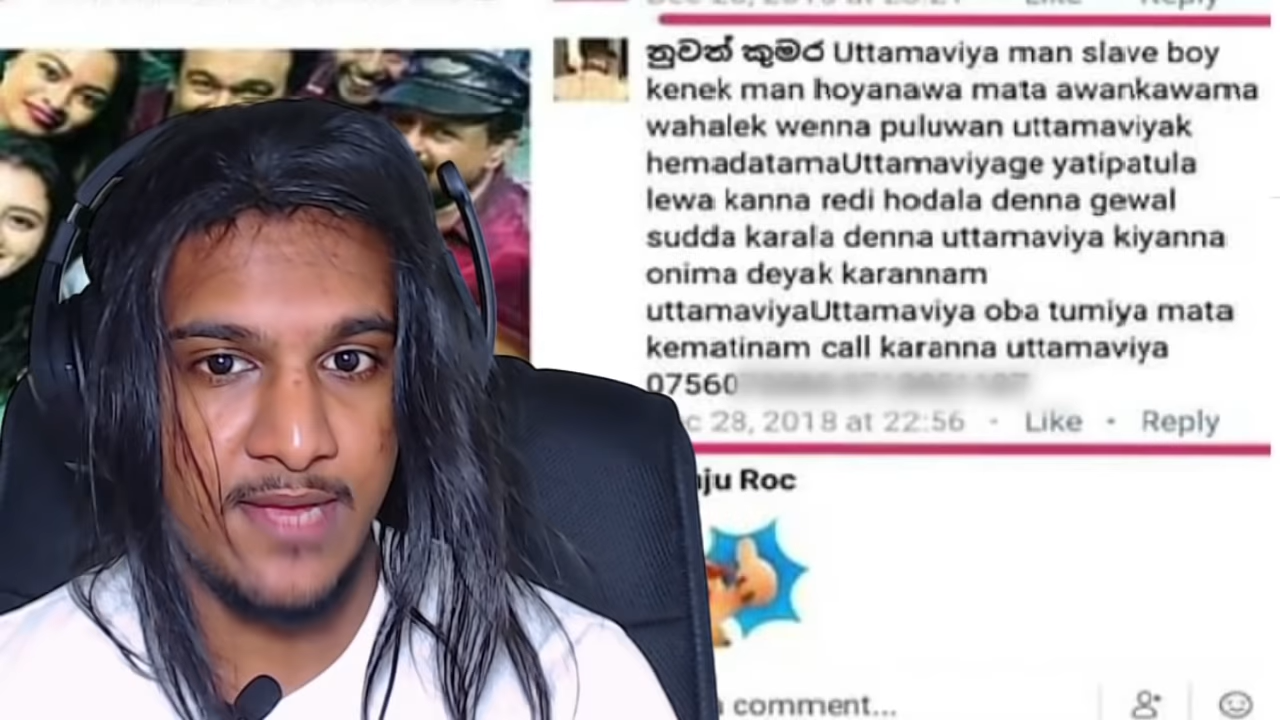 නුවන් කුමර Uttamaviya man slave boy
kenek man hoyanawa mata awankawama
wahalek wenna puluwan uttamaviyak
hemadatamaUttamaviyage yatipatula
lewa kanna redi hodala denna gewal
sudda karala denna uttamaviya kiyanna
onima deyak karannam
uttamaviyaUttamaviya oba tumiya mata
kematinam call karanna uttamaviya
07560
c 28, 2018 at 22:56 · Like · Reply
ju Roc
comment...